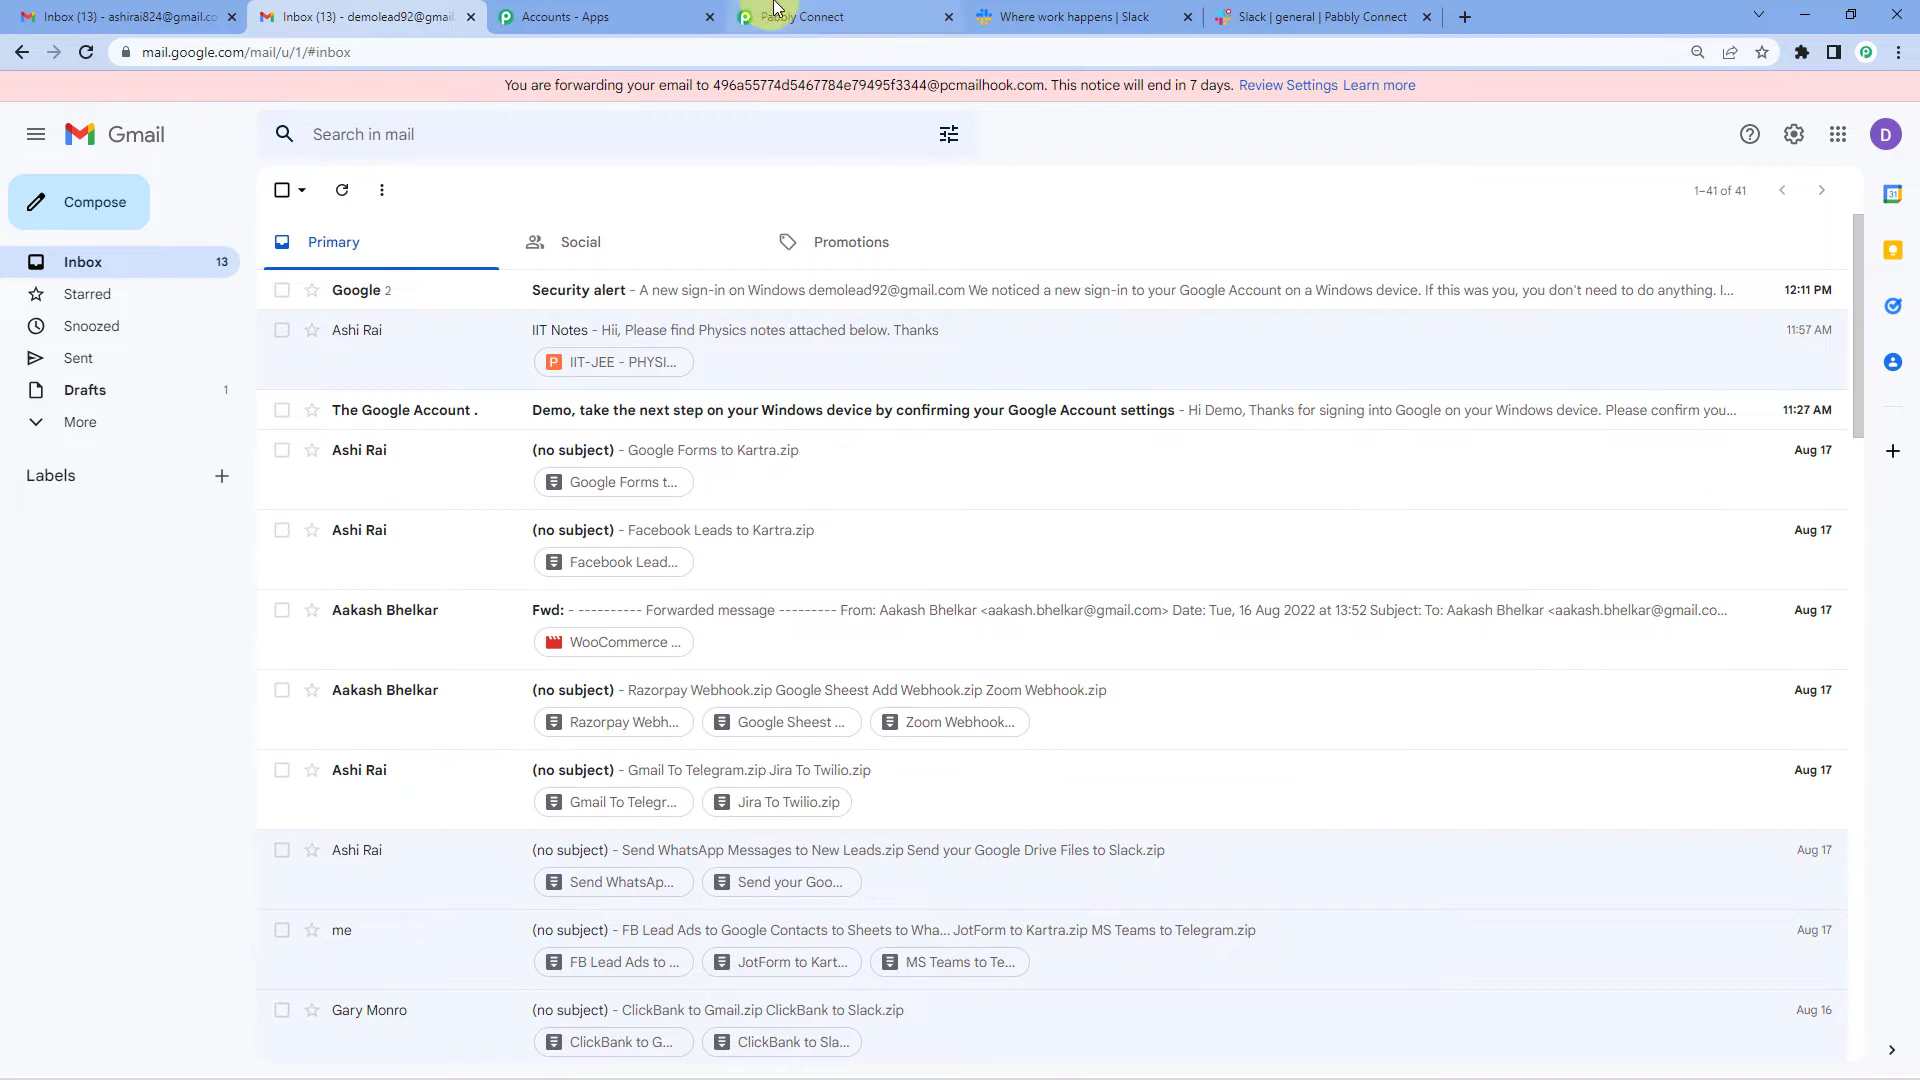 Inbox (13) - ashirai824@gmail.co
Inbox (13) - demolead92@gmail.
Accounts - Apps
Pabbly Connect
Where work happens | Slack
Slack | general | Pabbly Connect
mail.google.com/mail/u/1/#inbox
You are forwarding your email to 496a55774d5467784e79495f3344@pcmailhook.com. This notice will end in 7 days. Review Settings Learn more
Gmail
Search in mail
D
Compose
1–41 of 41
31
Primary
Social
Promotions
Inbox 13
Starred
Snoozed
Sent
Drafts 1
More
Labels
Google 2 Security alert - A new sign-in on Windows demolead92@gmail.com We noticed a new sign-in to your Google Account on a Windows device. If this was you, you don't need to do anything. I... 12:11 PM
Ashi Rai IIT Notes - Hii, Please find Physics notes attached below. Thanks 11:57 AM
P IIT-JEE - PHYSI...
The Google Account . Demo, take the next step on your Windows device by confirming your Google Account settings - Hi Demo, Thanks for signing into Google on your Windows device. Please confirm you... 11:27 AM
Ashi Rai (no subject) - Google Forms to Kartra.zip Aug 17
Google Forms t...
Ashi Rai (no subject) - Facebook Leads to Kartra.zip Aug 17
Facebook Lead...
Aakash Bhelkar Fwd: - ---------- Forwarded message --------- From: Aakash Bhelkar <aakash.bhelkar@gmail.com> Date: Tue, 16 Aug 2022 at 13:52 Subject: To: Aakash Bhelkar <aakash.bhelkar@gmail.co... Aug 17
WooCommerce ...
Aakash Bhelkar (no subject) - Razorpay Webhook.zip Google Sheest Add Webhook.zip Zoom Webhook.zip Aug 17
Razorpay Webh... Google Sheest ... Zoom Webhook...
Ashi Rai (no subject) - Gmail To Telegram.zip Jira To Twilio.zip Aug 17
Gmail To Telegr... Jira To Twilio.zip
Ashi Rai (no subject) - Send WhatsApp Messages to New Leads.zip Send your Google Drive Files to Slack.zip Aug 17
Send WhatsAp... Send your Goo...
me (no subject) - FB Lead Ads to Google Contacts to Sheets to Wha... JotForm to Kartra.zip MS Teams to Telegram.zip Aug 17
FB Lead Ads to ... JotForm to Kart... MS Teams to Te...
Gary Monro (no subject) - ClickBank to Gmail.zip ClickBank to Slack.zip Aug 16
ClickBank to G... ClickBank to Sla...